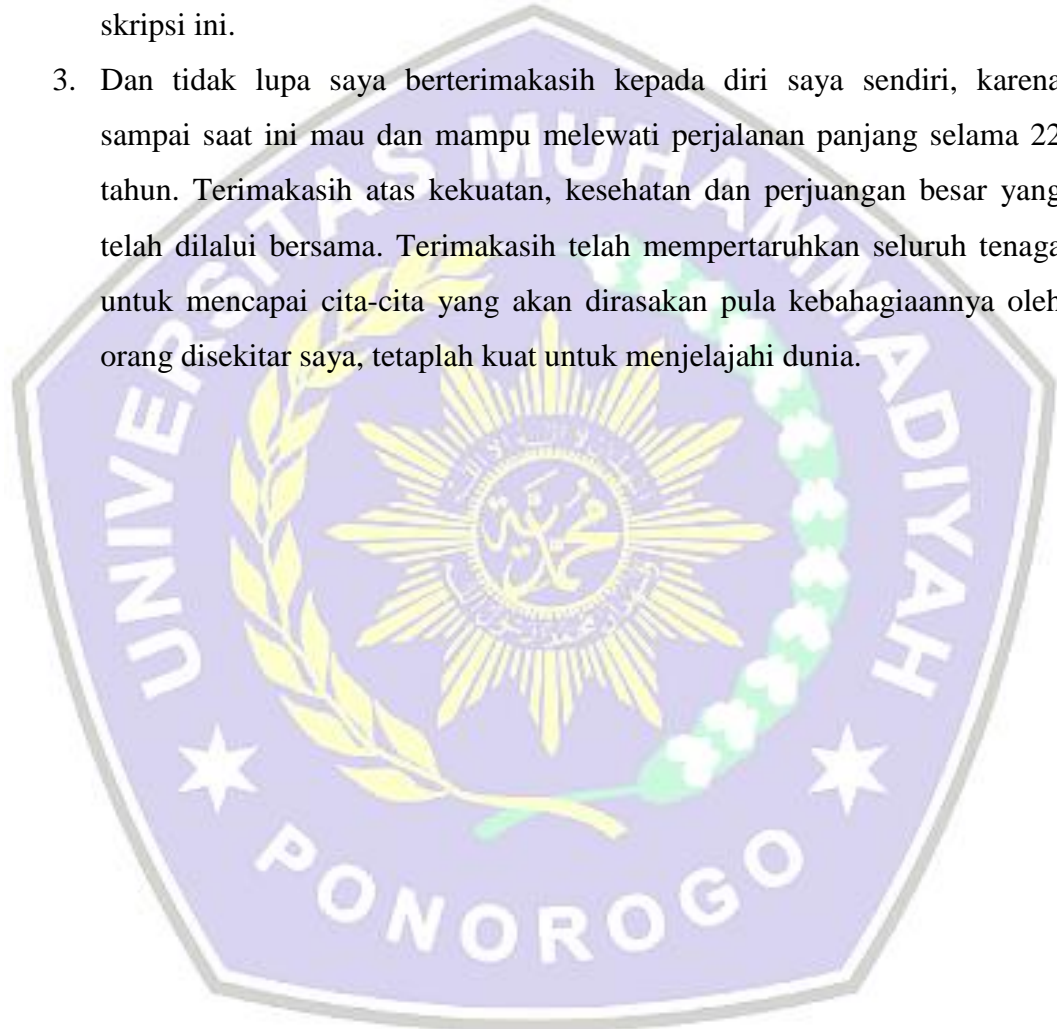 skripsi ini.
3. Dan tidak lupa saya berterimakasih kepada diri saya sendiri, karena
sampai saat ini mau dan mampu melewati perjalanan panjang selama 22
tahun. Terimakasih atas kekuatan, kesehatan dan perjuangan besar yang
telah dilalui bersama. Terimakasih telah mempertaruhkan seluruh tenaga
untuk mencapai cita-cita yang akan dirasakan pula kebahagiaannya oleh
orang disekitar saya, tetaplah kuat untuk menjelajahi dunia.
UNIVERSITAS MUHAMMADIYAH
محمدية
PONOROGO